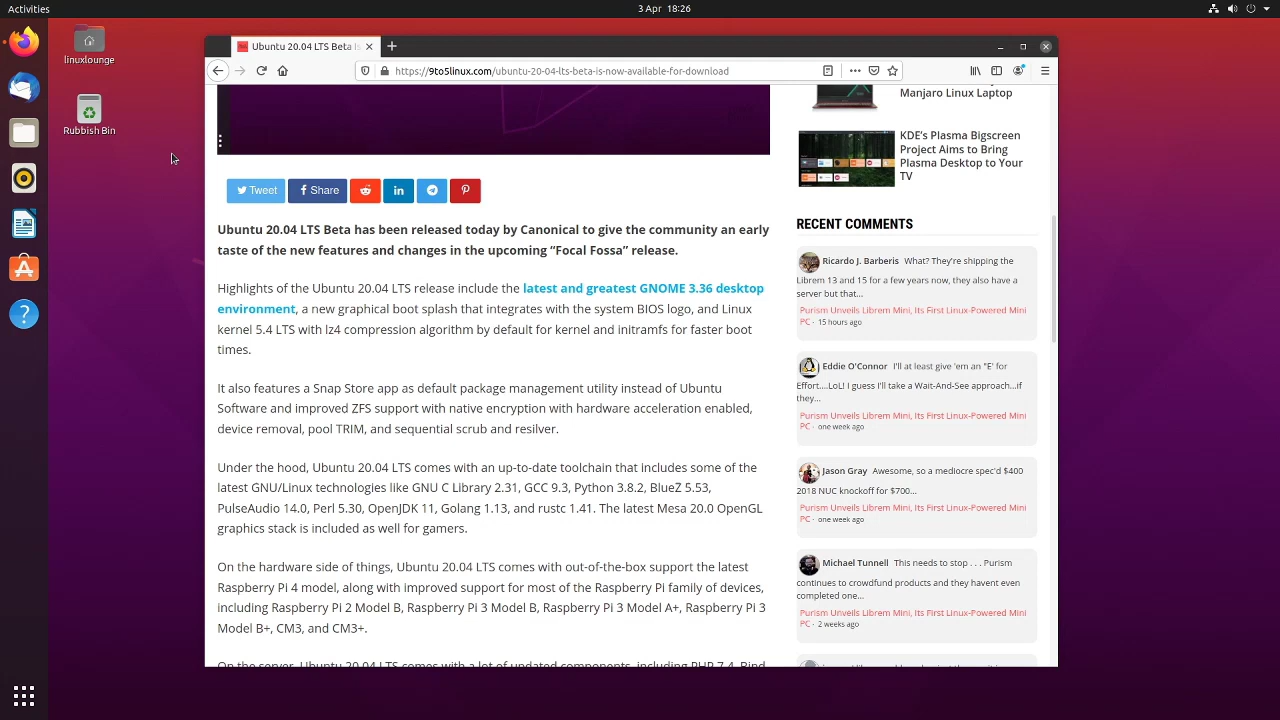 Activities
3 Apr 18:26
linuxlounge
Rubbish Bin
Ubuntu 20.04 LTS Beta is
https://9to5linux.com/ubuntu-20-04-lts-beta-is-now-available-for-download
Tweet
Share
Ubuntu 20.04 LTS Beta has been released today by Canonical to give the community an early
taste of the new features and changes in the upcoming “Focal Fossa” release.
Highlights of the Ubuntu 20.04 LTS release include the latest and greatest GNOME 3.36 desktop
environment, a new graphical boot splash that integrates with the system BIOS logo, and Linux
kernel 5.4 LTS with lz4 compression algorithm by default for kernel and initramfs for faster boot
times.
It also features a Snap Store app as default package management utility instead of Ubuntu
Software and improved ZFS support with native encryption with hardware acceleration enabled,
device removal, pool TRIM, and sequential scrub and resilver.
Under the hood, Ubuntu 20.04 LTS comes with an up-to-date toolchain that includes some of the
latest GNU/Linux technologies like GNU C Library 2.31, GCC 9.3, Python 3.8.2, BlueZ 5.53,
PulseAudio 14.0, Perl 5.30, OpenJDK 11, Golang 1.13, and rustc 1.41. The latest Mesa 20.0 OpenGL
graphics stack is included as well for gamers.
On the hardware side of things, Ubuntu 20.04 LTS comes with out-of-the-box support the latest
Raspberry Pi 4 model, along with improved support for most of the Raspberry Pi family of devices,
including Raspberry Pi 2 Model B, Raspberry Pi 3 Model B, Raspberry Pi 3 Model A+, Raspberry Pi 3
Model B+, CM3, and CM3+.
On the server, Ubuntu 20.04 LTS comes with a lot of updated components, including PHP 7.4, Bind
Manjaro Linux Laptop
KDE’s Plasma Bigscreen
Project Aims to Bring
Plasma Desktop to Your
TV
RECENT COMMENTS
Ricardo J. Barberis What? They're shipping the
Librem 13 and 15 for a few years now, they also have a
server but that...
Purism Unveils Librem Mini, Its First Linux-Powered Mini
PC · 15 hours ago
Eddie O'Connor I'll at least give 'em an "E" for
Effort....LoL! I guess I'll take a Wait-And-See approach...if
they...
Purism Unveils Librem Mini, Its First Linux-Powered Mini
PC · one week ago
Jason Gray Awesome, so a mediocre spec'd $400
2018 NUC knockoff for $700...
Purism Unveils Librem Mini, Its First Linux-Powered Mini
PC · one week ago
Michael Tunnell This needs to stop . . . Purism
continues to crowdfund products and they havent even
completed one...
Purism Unveils Librem Mini, Its First Linux-Powered Mini
PC · 2 weeks ago